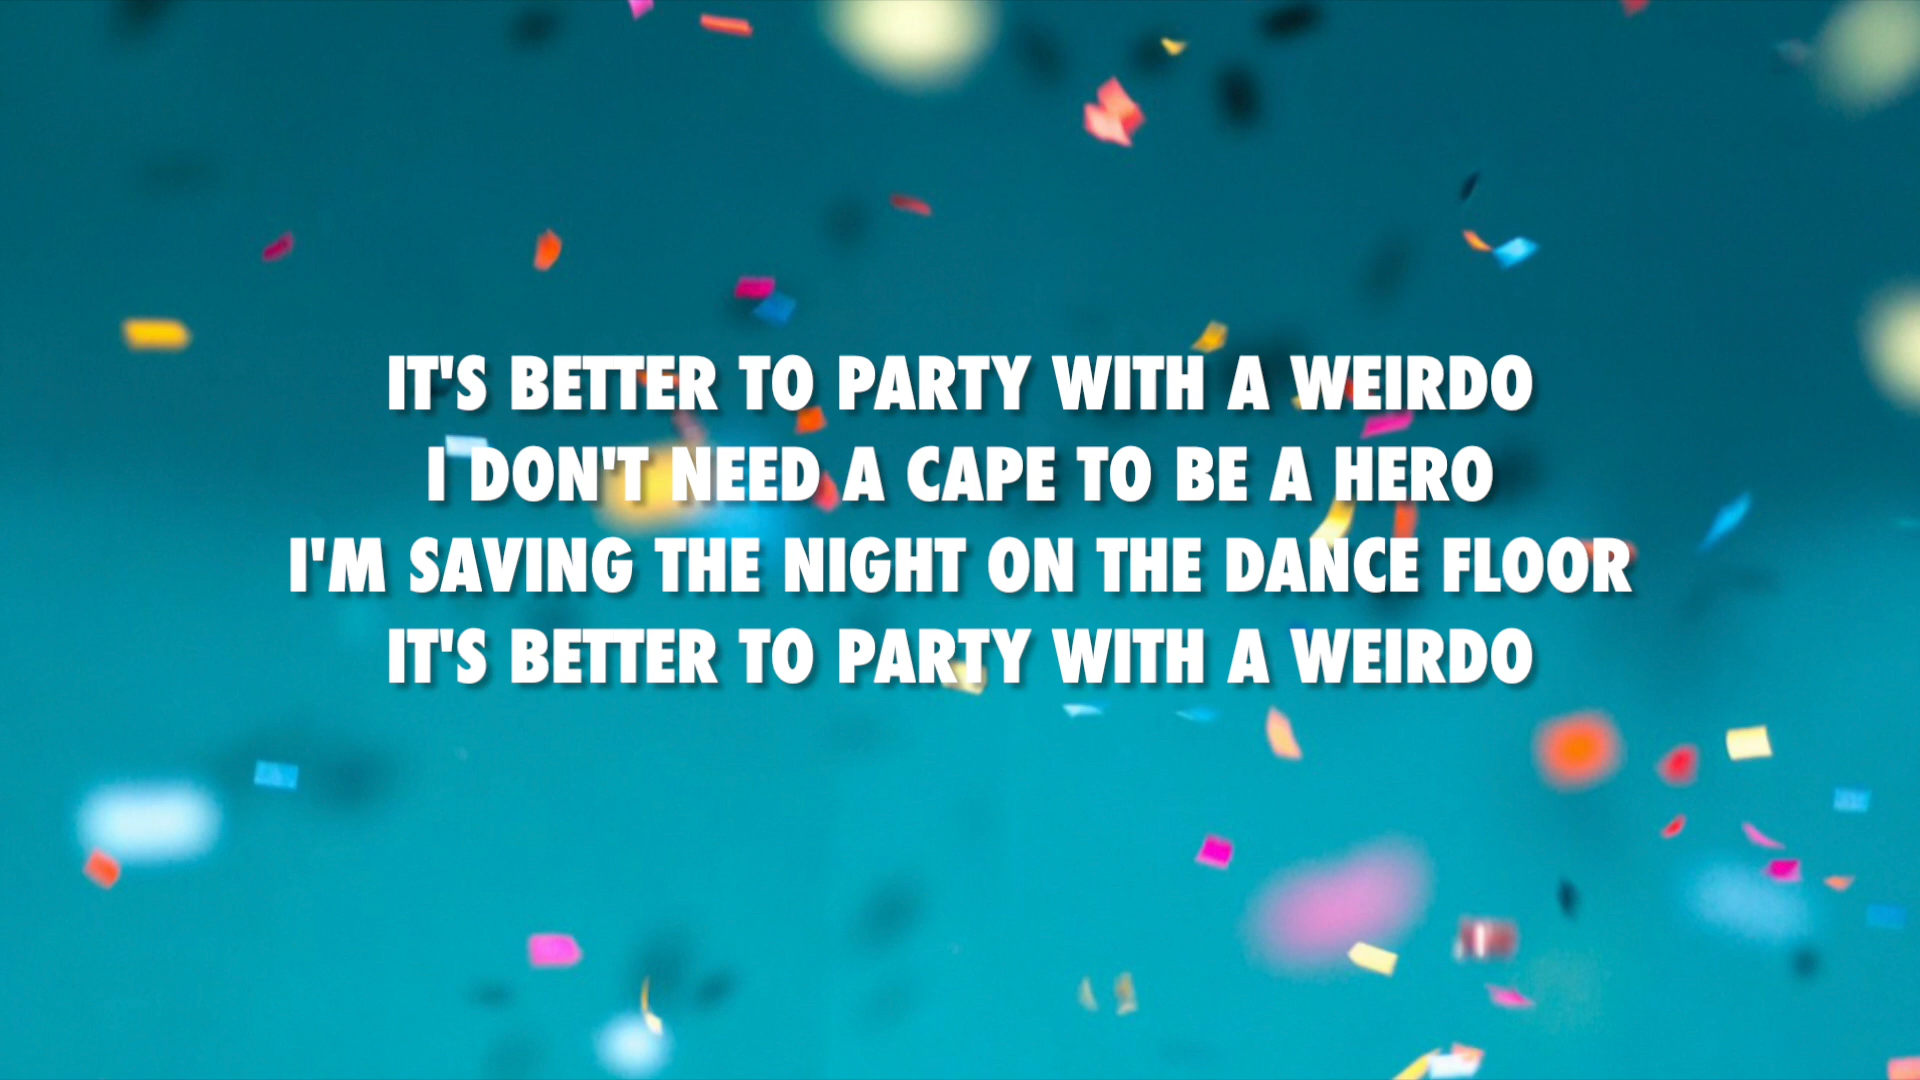 IT'S BETTER TO PARTY WITH A WEIRDO
I DON'T NEED A CAPE TO BE A HERO
I'M SAVING THE NIGHT ON THE DANCE FLOOR
IT'S BETTER TO PARTY WITH A WEIRDO